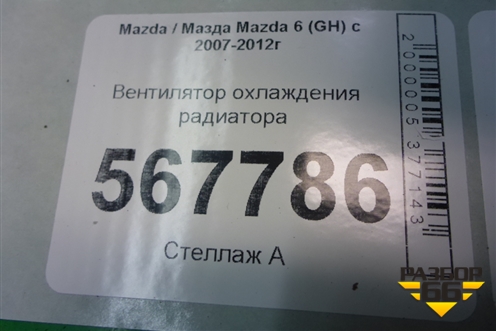 Mazda / Мазда Mazda 6 (GH) с
2007-2012г
Вентилятор охлаждения
радиатора
567786
Стеллаж А
2000005377143
РАЗБОР
66